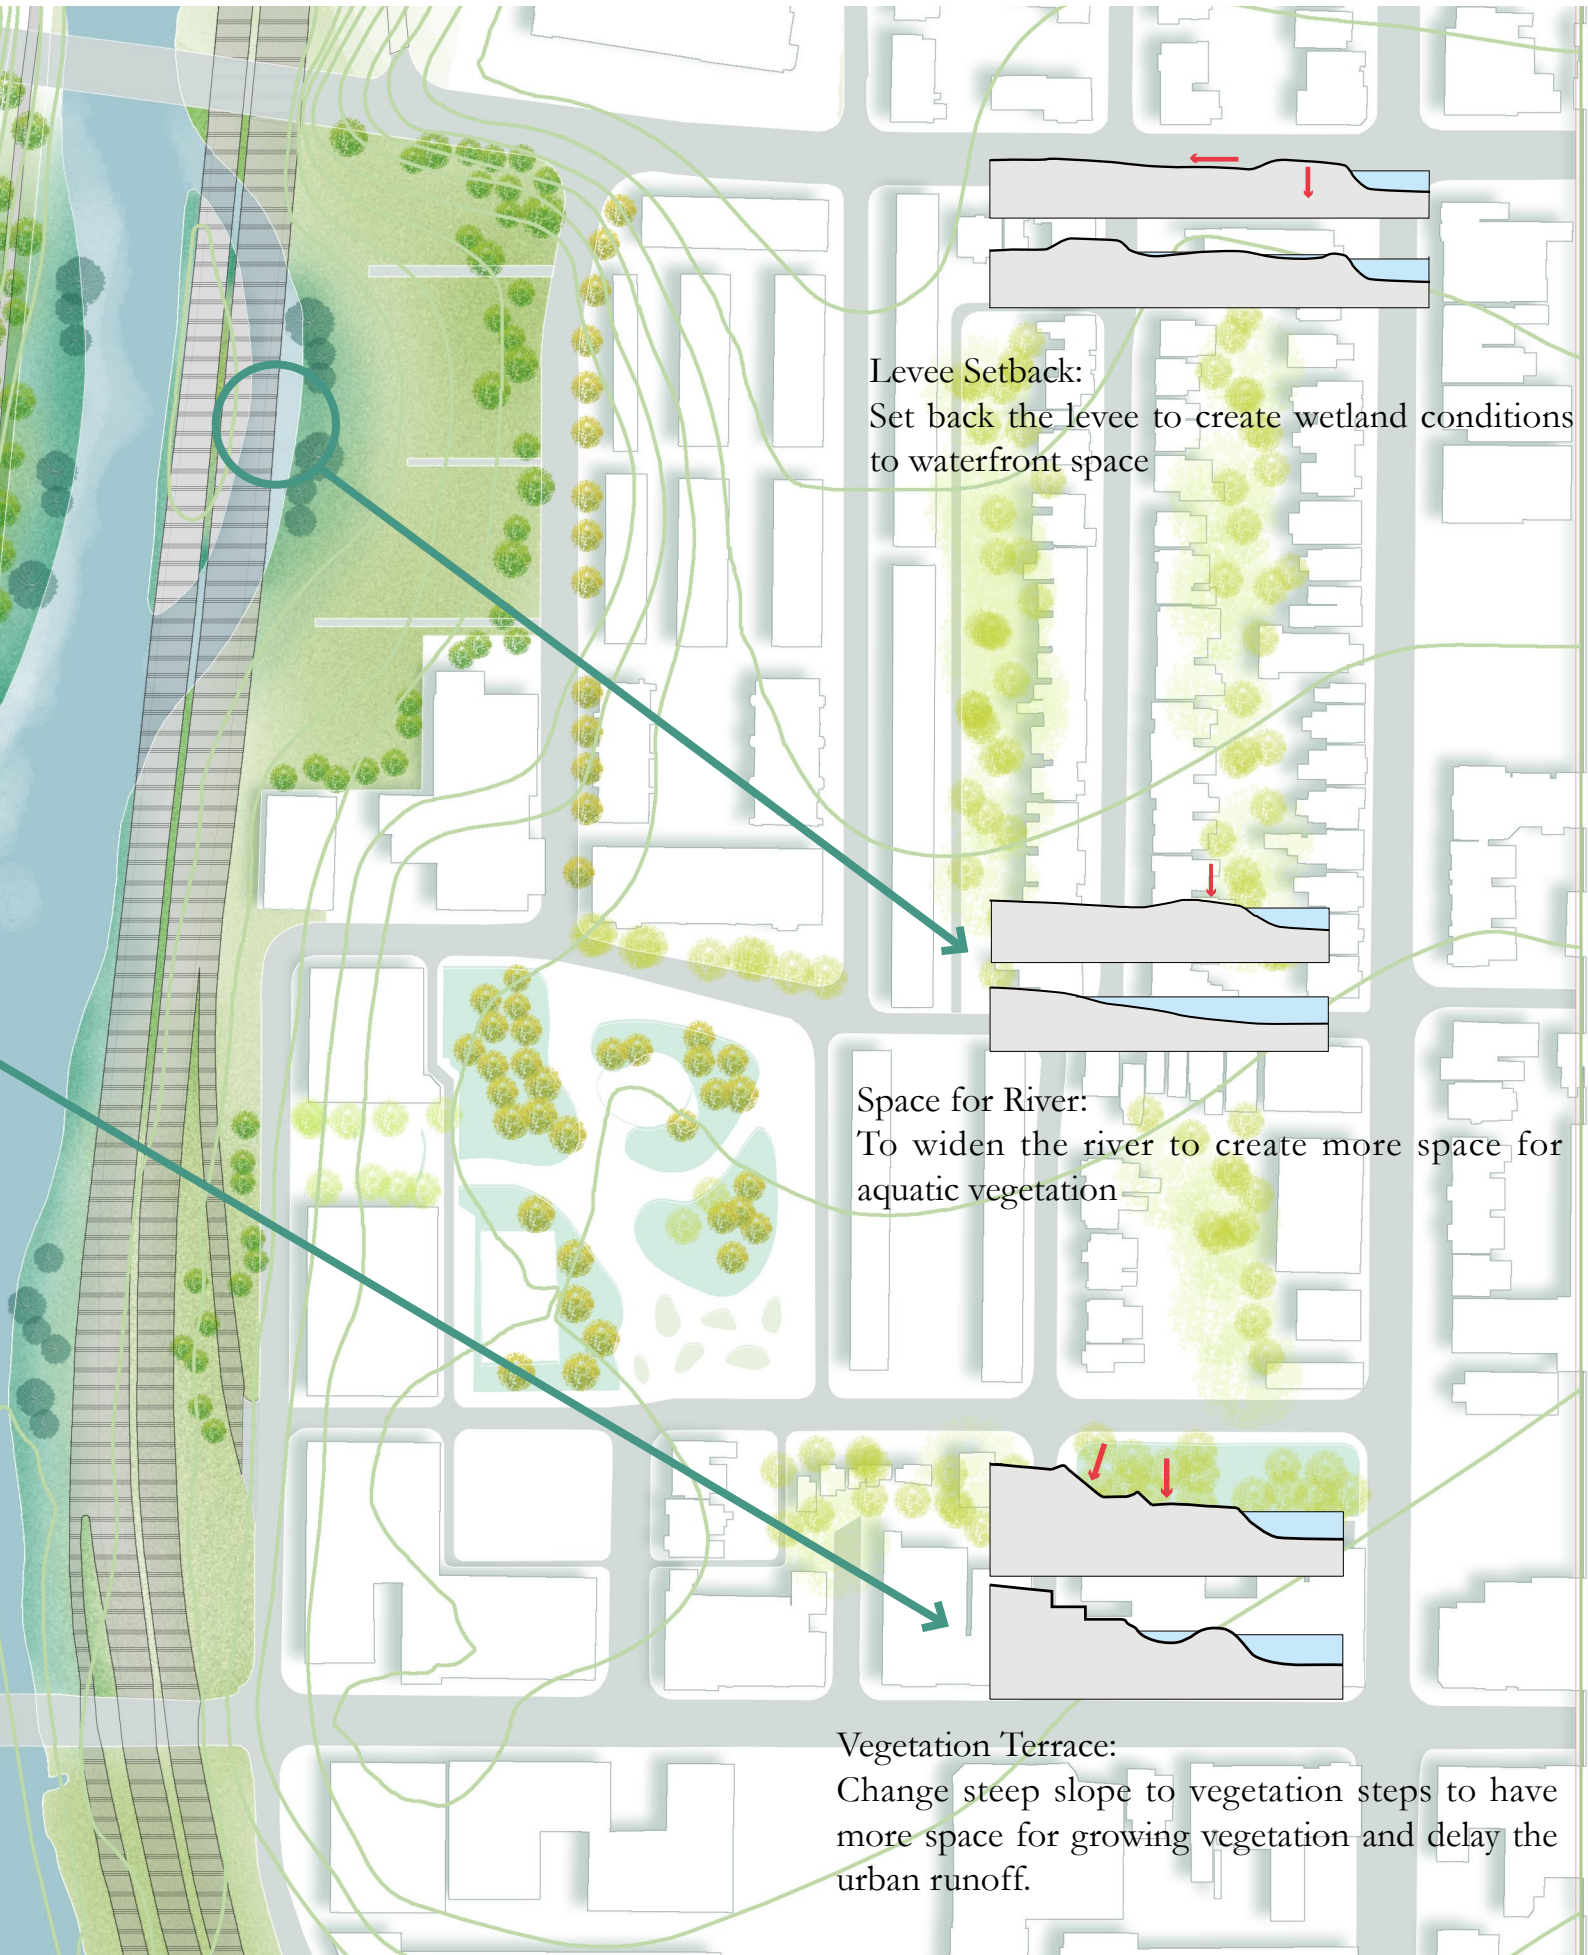 Levee Setback:
Set back the levee to create wetland conditions
to waterfront space
Space for River:
To widen the river to create more space for
aquatic vegetation
Vegetation Terrace:
Change steep slope to vegetation steps to have
more space for growing vegetation and delay the
urban runoff.